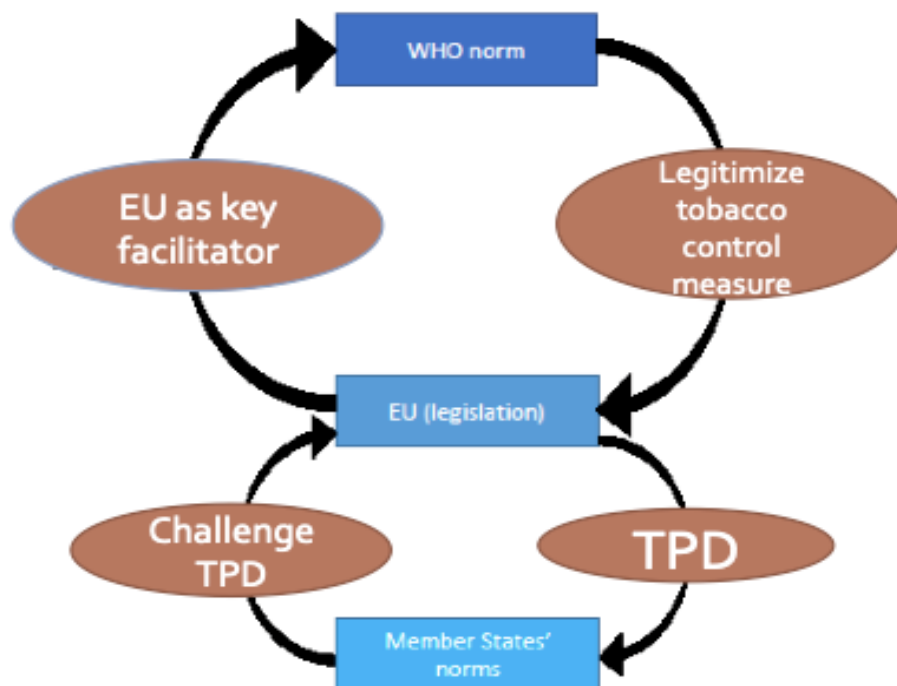 WHO norm
EU as key
facilitator
Legitimize
tobacco
control
measure
EU (legislation)
Challenge
TPD
TPD
Member States'
norms